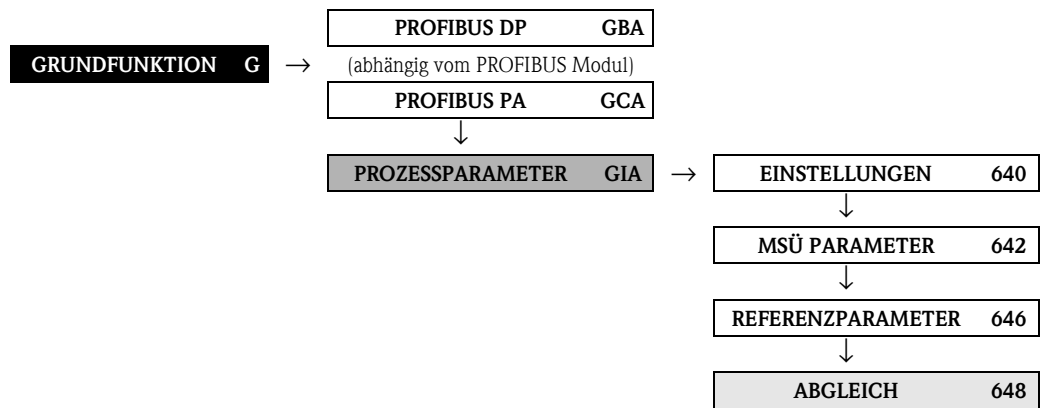 PROFIBUS DP GBA
GRUNDFUNKTION G → (abhängig vom PROFIBUS Modul)
PROFIBUS PA GCA
↓
PROZESSPARAMETER GIA → EINSTELLUNGEN 640
↓
MSÜ PARAMETER 642
↓
REFERENZPARAMETER 646
↓
ABGLEICH 648